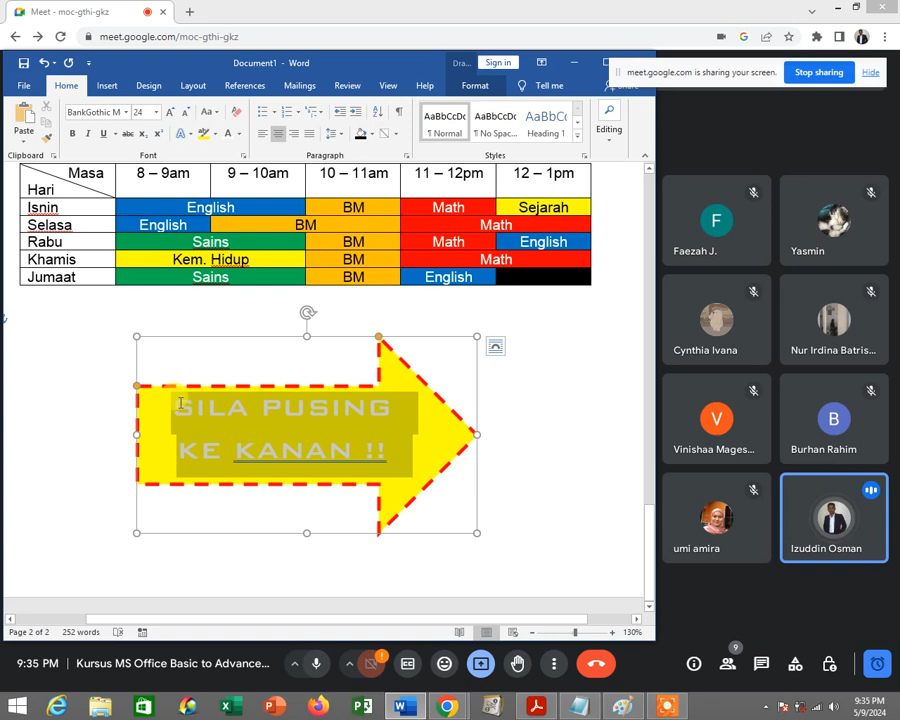 Meet - moc-gthi-gkz
meet.google.com/moc-gthi-gkz
Document1 - Word
Dra...
Sign in
meet.google.com is sharing your screen.
Stop sharing
Hide
File
Home
Insert
Design
Layout
References
Mailings
Review
View
Help
Format
Tell me
Paste
BankGothic M
24
AaBbCcD
AaBbCcD
AaBbC
¶ Normal
¶ No Spac...
Heading 1
Editing
Clipboard
Font
Paragraph
Styles
Masa
Hari
8 – 9am
9 – 10am
10 – 11am
11 – 12pm
12 – 1pm
Isnin English BM Math Sejarah
Selasa English BM Math
Rabu Sains BM Math English
Khamis Kem. Hidup BM Math
Jumaat Sains BM English
SILA PUSING
KE KANAN !!
F
Faezah J.
Yasmin
Cynthia Ivana
Nur Irdina Batris...
V
Vinishaa Mages...
B
Burhan Rahim
umi amira
Izuddin Osman
Page 2 of 2
252 words
130%
9:35 PM
Kursus MS Office Basic to Advance...
9
9:35 PM
5/9/2024